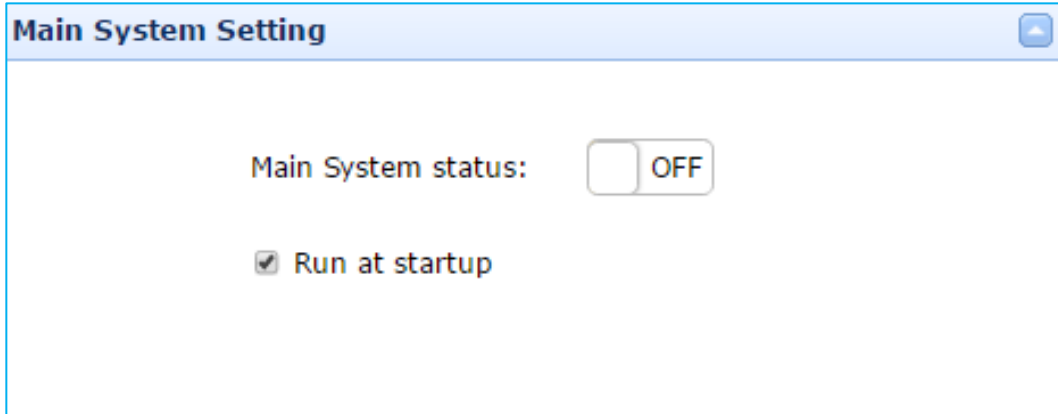 Main System Setting
Main System status: OFF
Run at startup